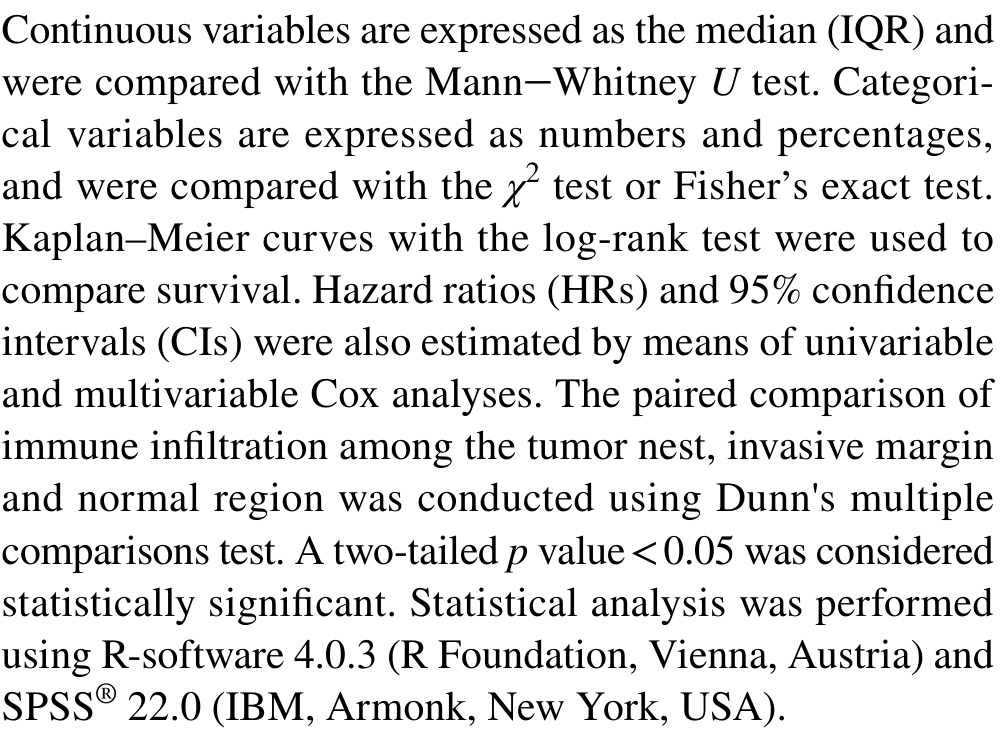 Continuous variables are expressed as the median (IQR) and
were compared with the Mann−Whitney U test. Categori-
cal variables are expressed as numbers and percentages,
and were compared with the χ² test or Fisher’s exact test.
Kaplan–Meier curves with the log-rank test were used to
compare survival. Hazard ratios (HRs) and 95% confidence
intervals (CIs) were also estimated by means of univariable
and multivariable Cox analyses. The paired comparison of
immune infiltration among the tumor nest, invasive margin
and normal region was conducted using Dunn's multiple
comparisons test. A two-tailed p value < 0.05 was considered
statistically significant. Statistical analysis was performed
using R-software 4.0.3 (R Foundation, Vienna, Austria) and
SPSS® 22.0 (IBM, Armonk, New York, USA).